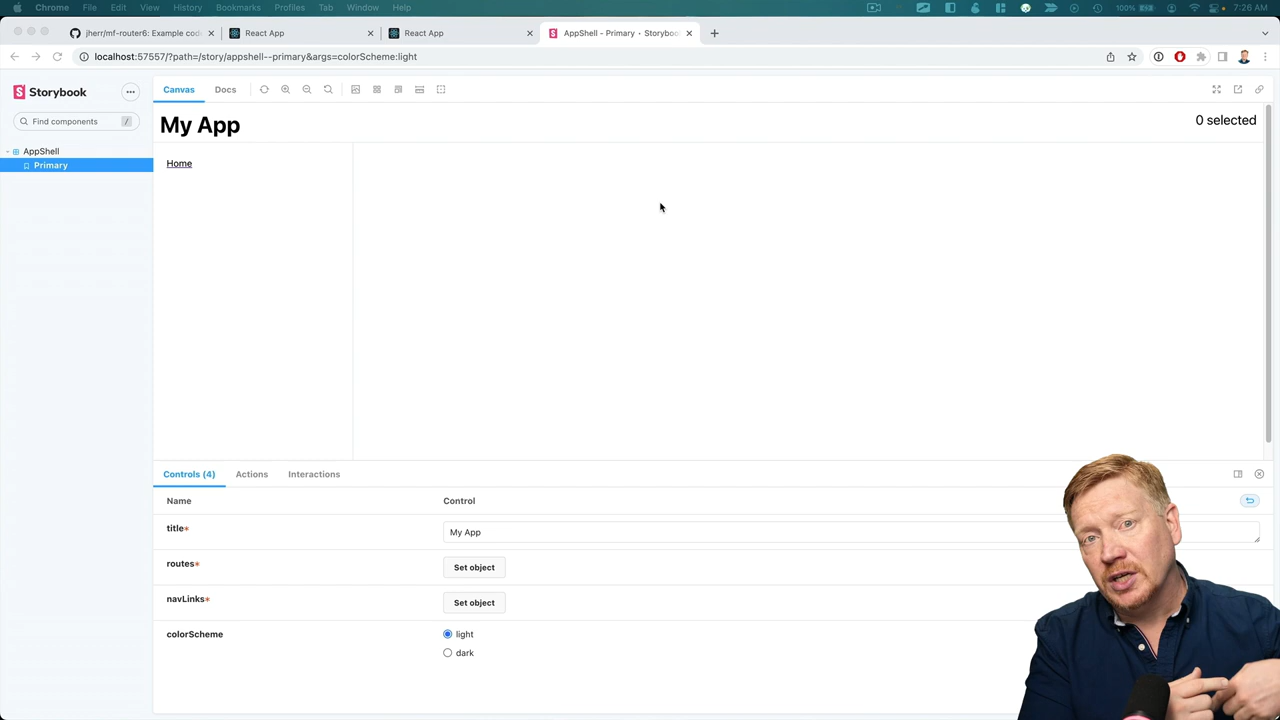 Chrome File Edit View History Bookmarks Profiles Tab Window Help 100% 7:26 AM
jherr/mf-router6: Example cod React App React App AppShell - Primary · Storyboo
localhost:57557/?path=/story/appshell--primary&args=colorScheme:light
Storybook Canvas Docs
My App 0 selected
Find components /
AppShell
Primary
Home
Controls (4) Actions Interactions
Name Control
title* My App
routes* Set object
navLinks* Set object
colorScheme light
dark